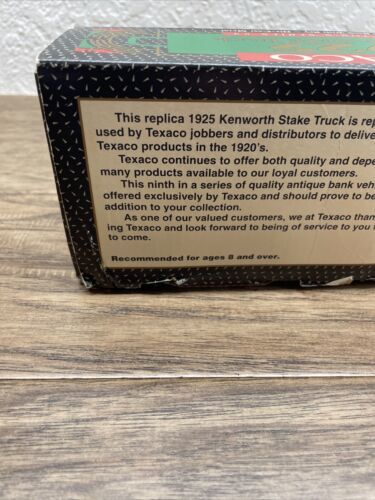 This replica 1925 Kenworth Stake Truck is rep
used by Texaco jobbers and distributors to delive
Texaco products in the 1920's.
Texaco continues to offer both quality and depe
many products available to our loyal customers.
This ninth in a series of quality antique bank veh
offered exclusively by Texaco and should prove to be
addition to your collection.
As one of our valued customers, we at Texaco than
ing Texaco and look forward to being of service to you
to come.
Recommended for ages 8 and over.